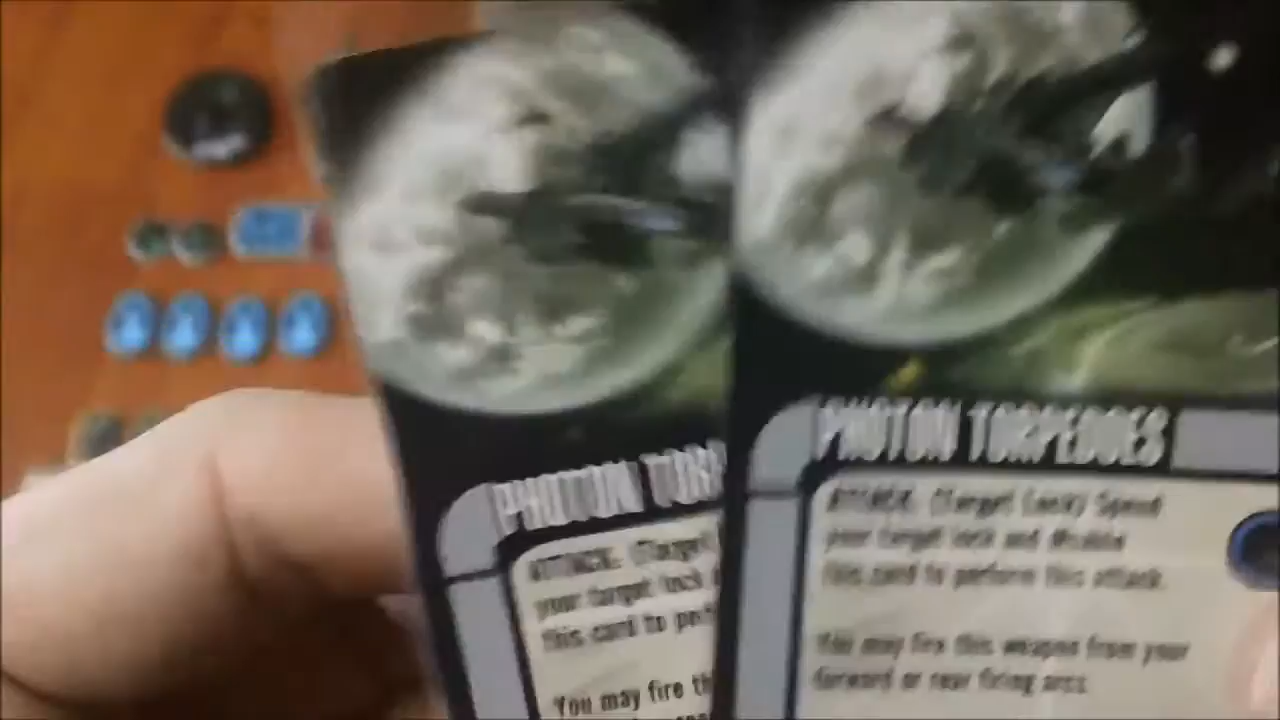 PHOTON TORP
ATTACK: (Target
your target lock
this card to per
You may fire th
PHOTON TORPEDOES
ATTACK: (Target Lock) Spend
your target lock and disable
this card to perform this attack.
You may fire this weapon from your
forward or rear firing arcs.